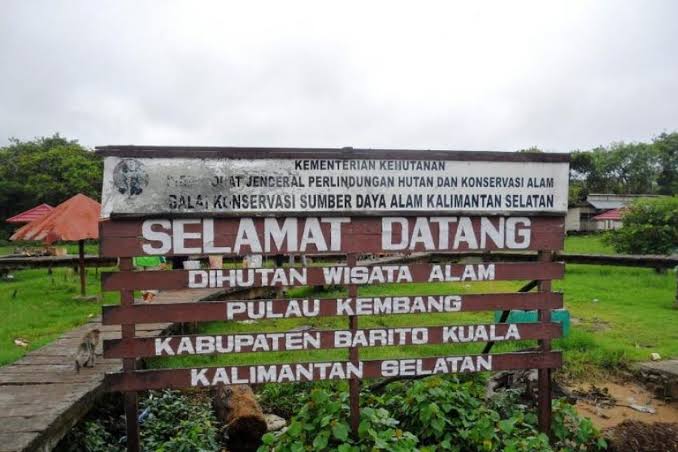 KEMENTERIAN KEHUTANAN
JENDERAL PERLINDUNGAN HUTAN DAN KONSERVASI ALAM
BALAI KONSERVASI SUMBER DAYA ALAM KALIMANTAN SELATAN
SELAMAT DATANG
DIHUTAN WISATA ALAM
PULAU KEMBANG
KABUPATEN BARITO KUALA
KALIMANTAN SELATAN